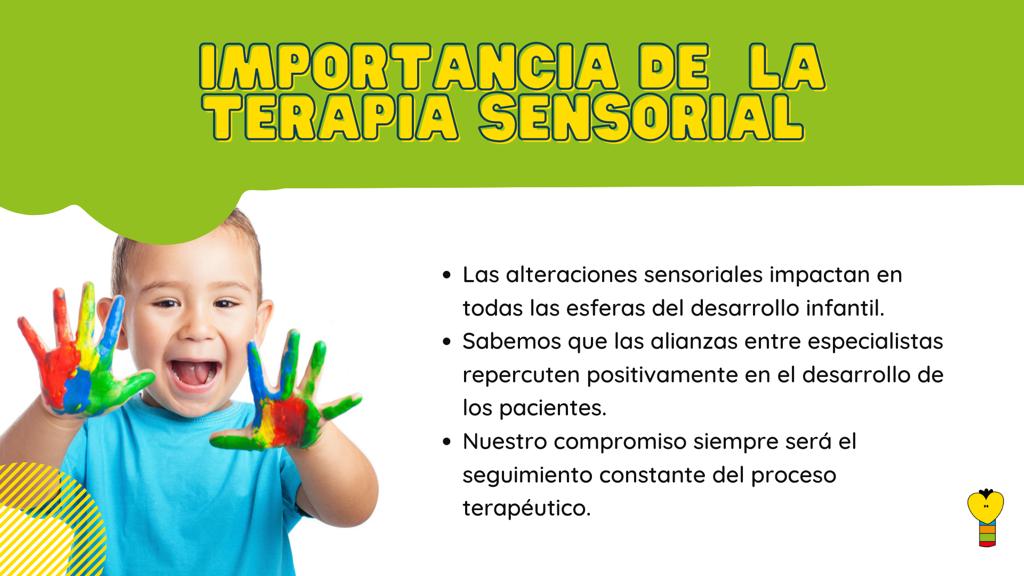 IMPORTANCIA DE LA
TERAPIA SENSORIAL
• Las alteraciones sensoriales impactan en
todas las esferas del desarrollo infantil.
• Sabemos que las alianzas entre especialistas
repercuten positivamente en el desarrollo de
los pacientes.
• Nuestro compromiso siempre será el
seguimiento constante del proceso
terapéutico.